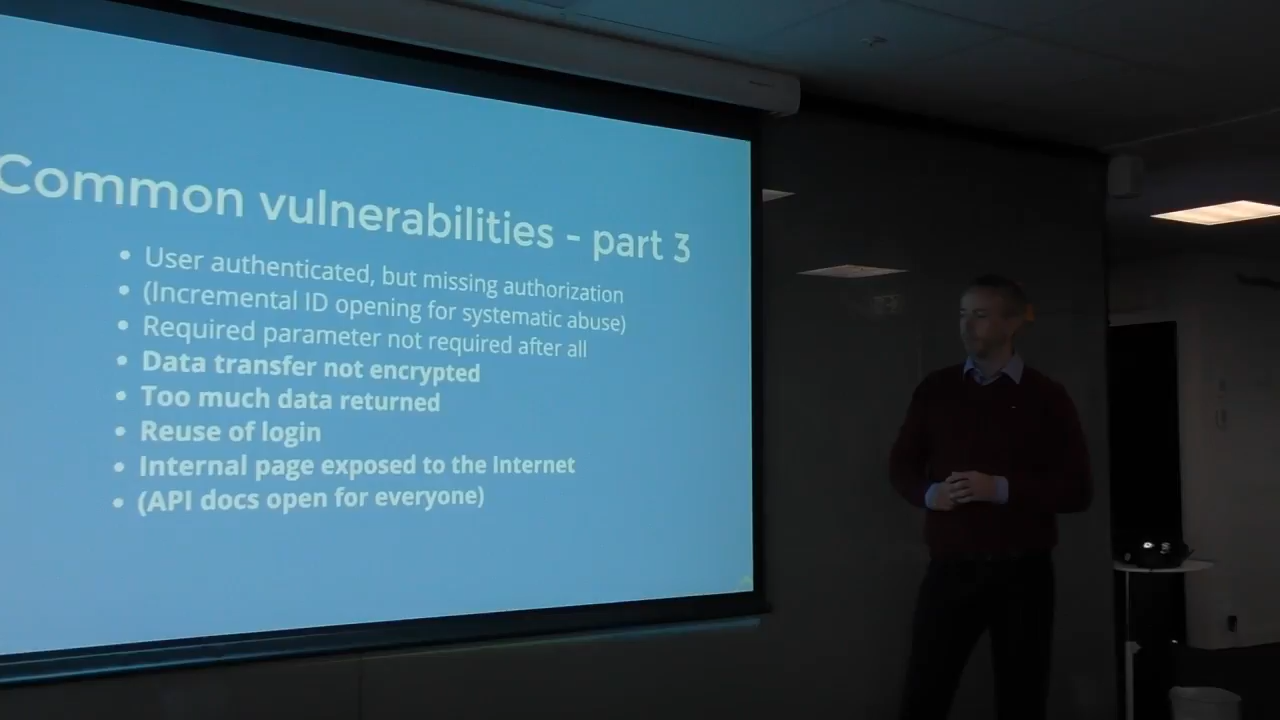 Common vulnerabilities - part 3
• User authenticated, but missing authorization
• (Incremental ID opening for systematic abuse)
• Required parameter not required after all
• Data transfer not encrypted
• Too much data returned
• Reuse of login
• Internal page exposed to the Internet
• (API docs open for everyone)